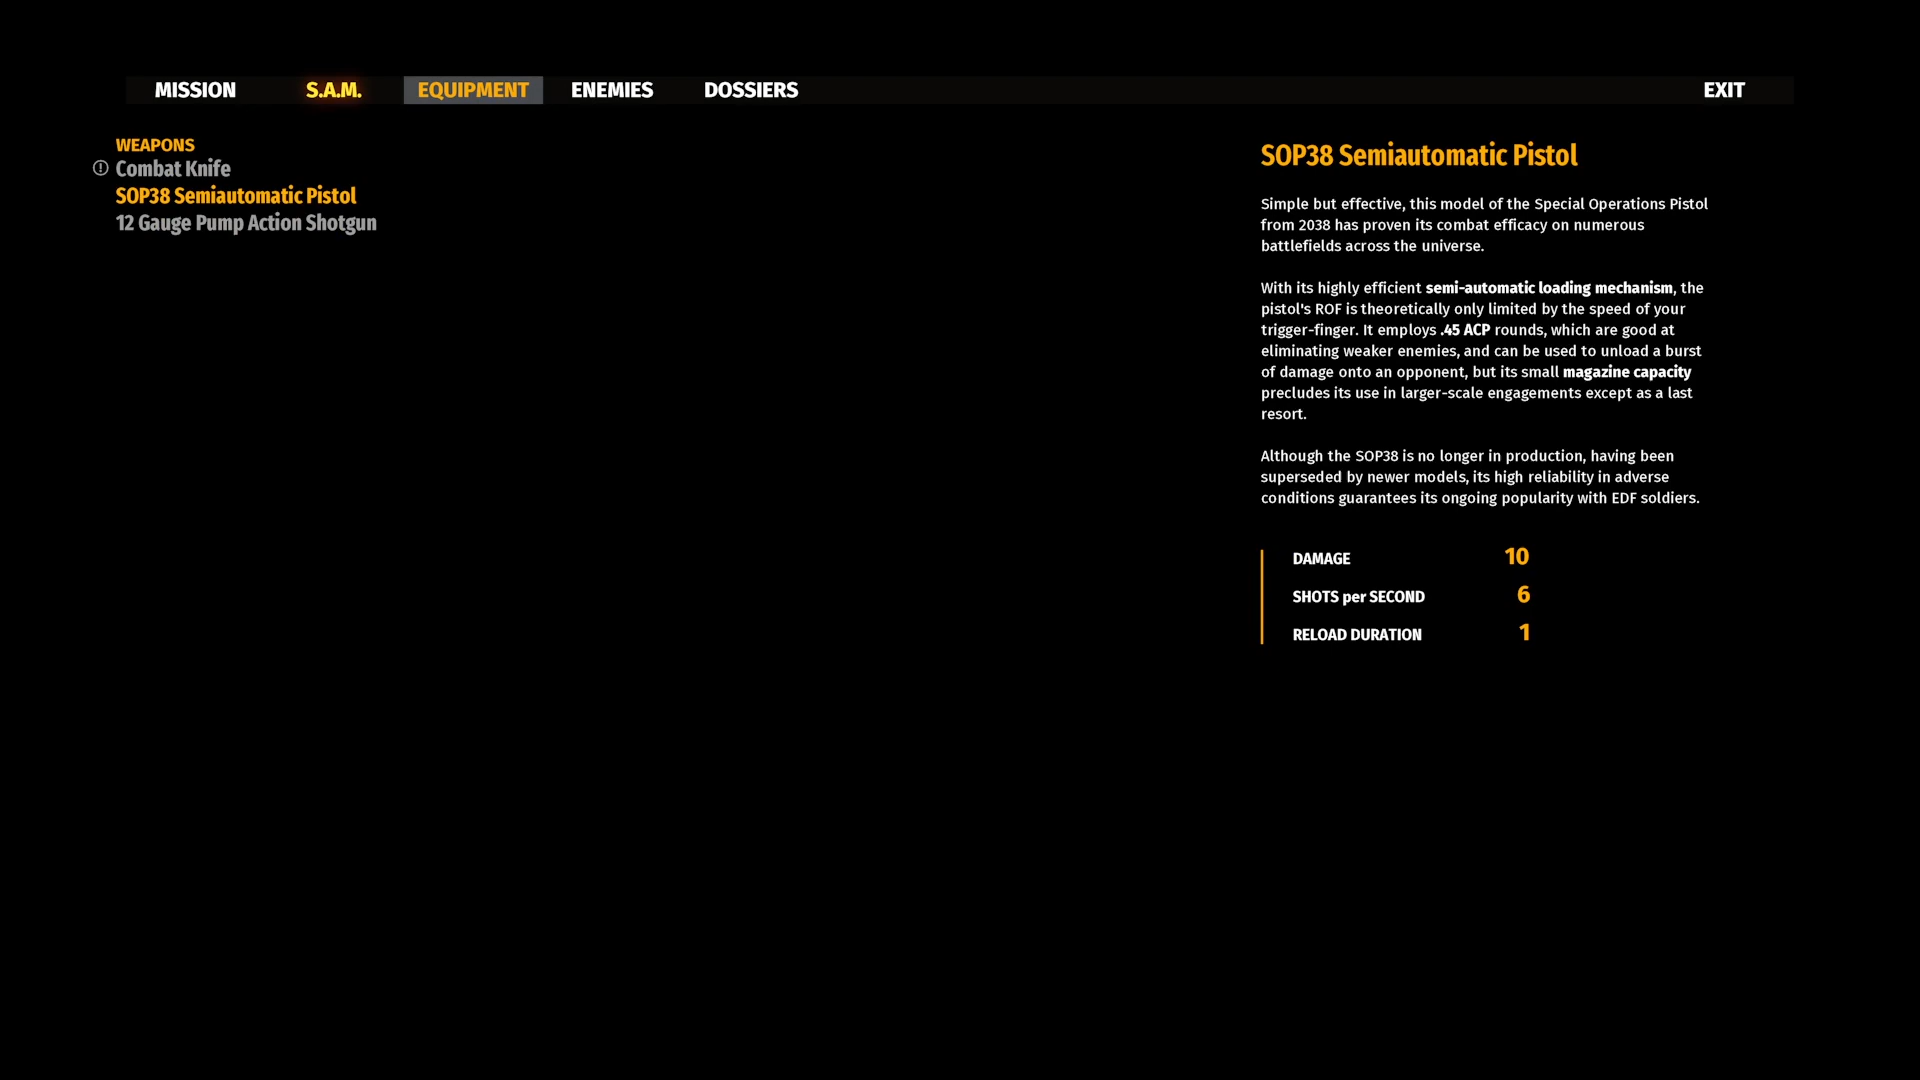 MISSION S.A.M. EQUIPMENT ENEMIES DOSSIERS EXIT
WEAPONS
Combat Knife
SOP38 Semiautomatic Pistol
12 Gauge Pump Action Shotgun
SOP38 Semiautomatic Pistol
Simple but effective, this model of the Special Operations Pistol
from 2038 has proven its combat efficacy on numerous
battlefields across the universe.
With its highly efficient semi-automatic loading mechanism, the
pistol's ROF is theoretically only limited by the speed of your
trigger-finger. It employs .45 ACP rounds, which are good at
eliminating weaker enemies, and can be used to unload a burst
of damage onto an opponent, but its small magazine capacity
precludes its use in larger-scale engagements except as a last
resort.
Although the SOP38 is no longer in production, having been
superseded by newer models, its high reliability in adverse
conditions guarantees its ongoing popularity with EDF soldiers.
DAMAGE 10
SHOTS per SECOND 6
RELOAD DURATION 1